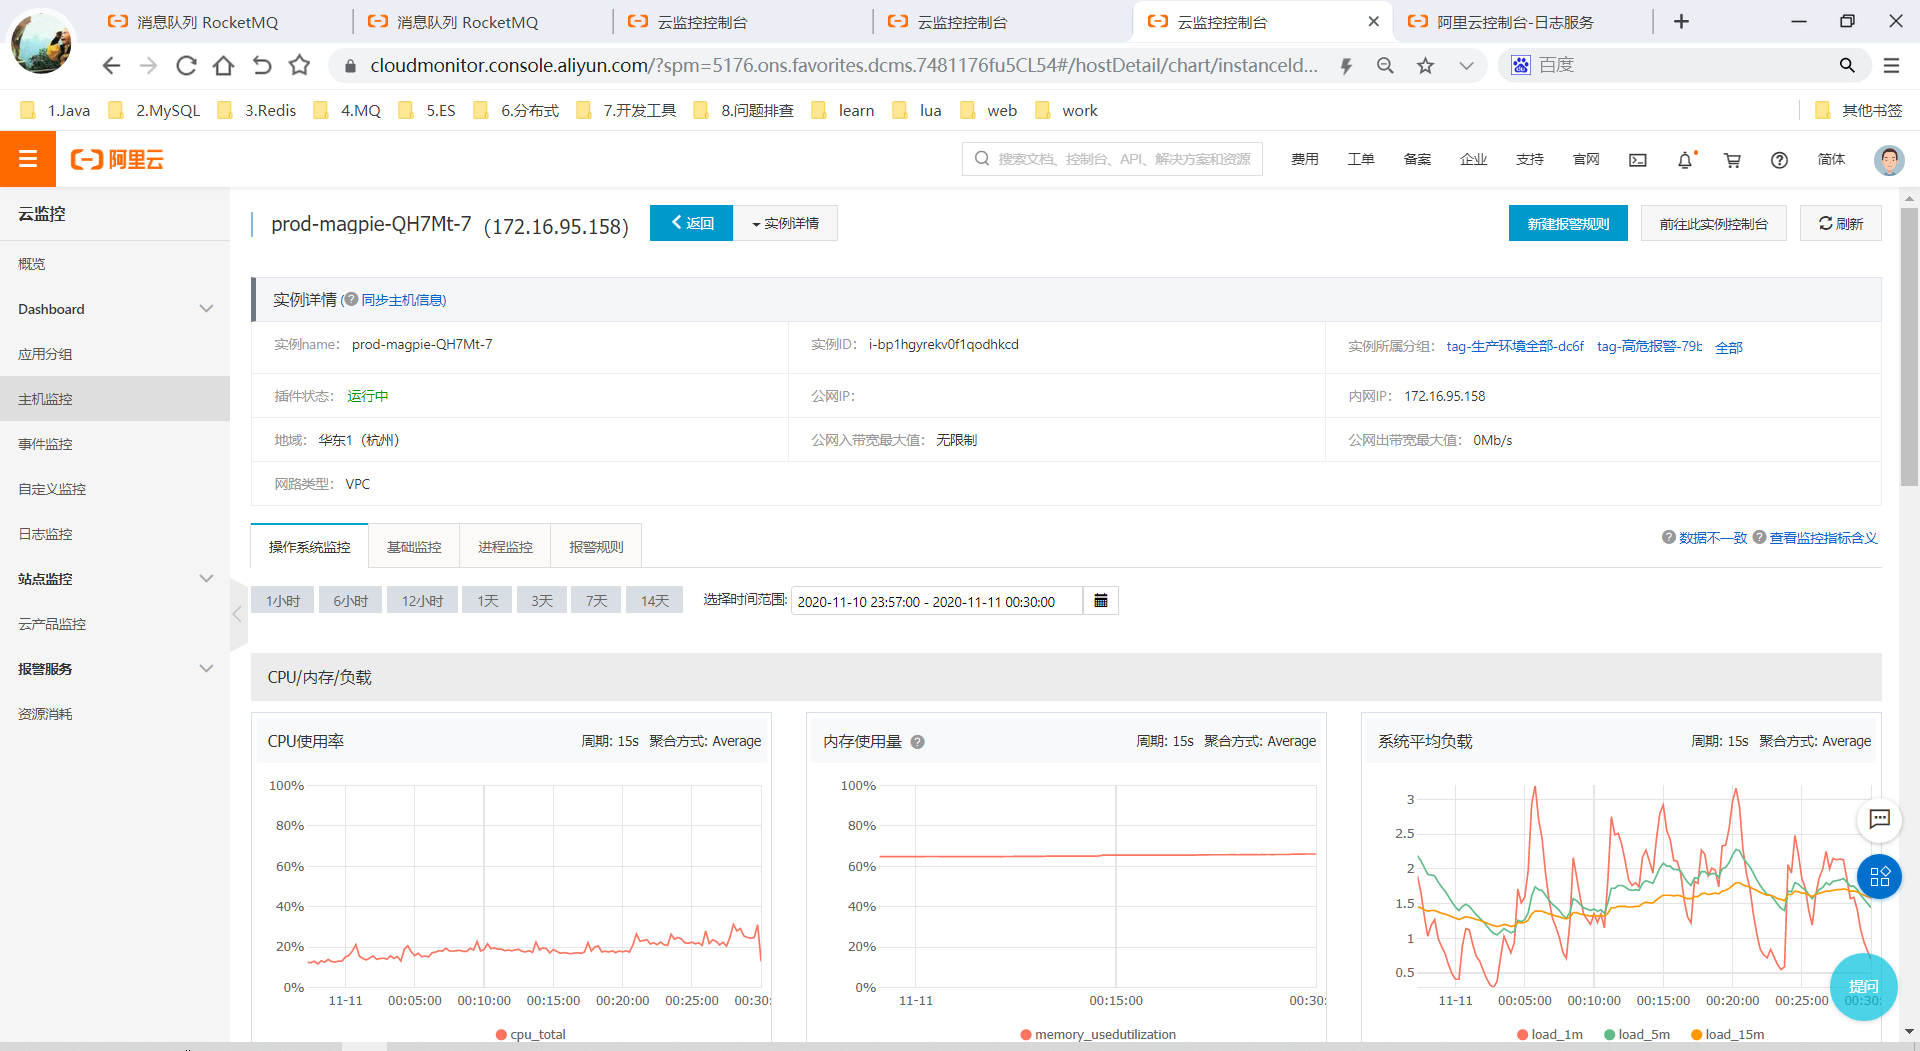 消息队列 RocketMQ
消息队列 RocketMQ
云监控控制台
云监控控制台
云监控控制台
阿里云控制台-日志服务
cloudmonitor.console.aliyun.com/?spm=5176.ons.favorites.dcms.7481176fu5CL54#/hostDetail/chart/instanceId...
百度
1.Java
2.MySQL
3.Redis
4.MQ
5.ES
6.分布式
7.开发工具
8.问题排查
learn
lua
web
work
其他书签
阿里云
搜索文档、控制台、API、解决方案和资源
费用
工单
备案
企业
支持
官网
简体
云监控
概览
Dashboard
应用分组
主机监控
事件监控
自定义监控
日志监控
站点监控
云产品监控
报警服务
资源消耗
prod-magpie-QH7Mt-7 (172.16.95.158)
返回
实例详情
新建报警规则
前往此实例控制台
刷新
实例详情 (同步主机信息)
实例name: prod-magpie-QH7Mt-7
实例ID: i-bp1hgyrekv0f1qodhkcd
实例所属分组: tag-生产环境全部-dc6f tag-高危报警-79b 全部
插件状态: 运行中
公网IP:
内网IP: 172.16.95.158
地域: 华东1（杭州）
公网入带宽最大值: 无限制
公网出带宽最大值: 0Mb/s
网路类型: VPC
操作系统监控
基础监控
进程监控
报警规则
数据不一致
查看监控指标含义
1小时
6小时
12小时
1天
3天
7天
14天
选择时间范围: 2020-11-10 23:57:00 - 2020-11-11 00:30:00
CPU/内存/负载
CPU使用率 周期: 15s 聚合方式: Average
100%
80%
60%
40%
20%
0%
11-11 00:05:00 00:10:00 00:15:00 00:20:00 00:25:00 00:30:
cpu_total
内存使用量 周期: 15s 聚合方式: Average
100%
80%
60%
40%
20%
0%
11-11 00:15:00 00:30:
memory_usedutilization
系统平均负载 周期: 15s 聚合方式: Average
3
2.5
2
1.5
1
0.5
11-11 00:05:00 00:10:00 00:15:00 00:20:00 00:25:00 00:30:
load_1m load_5m load_15m
提问